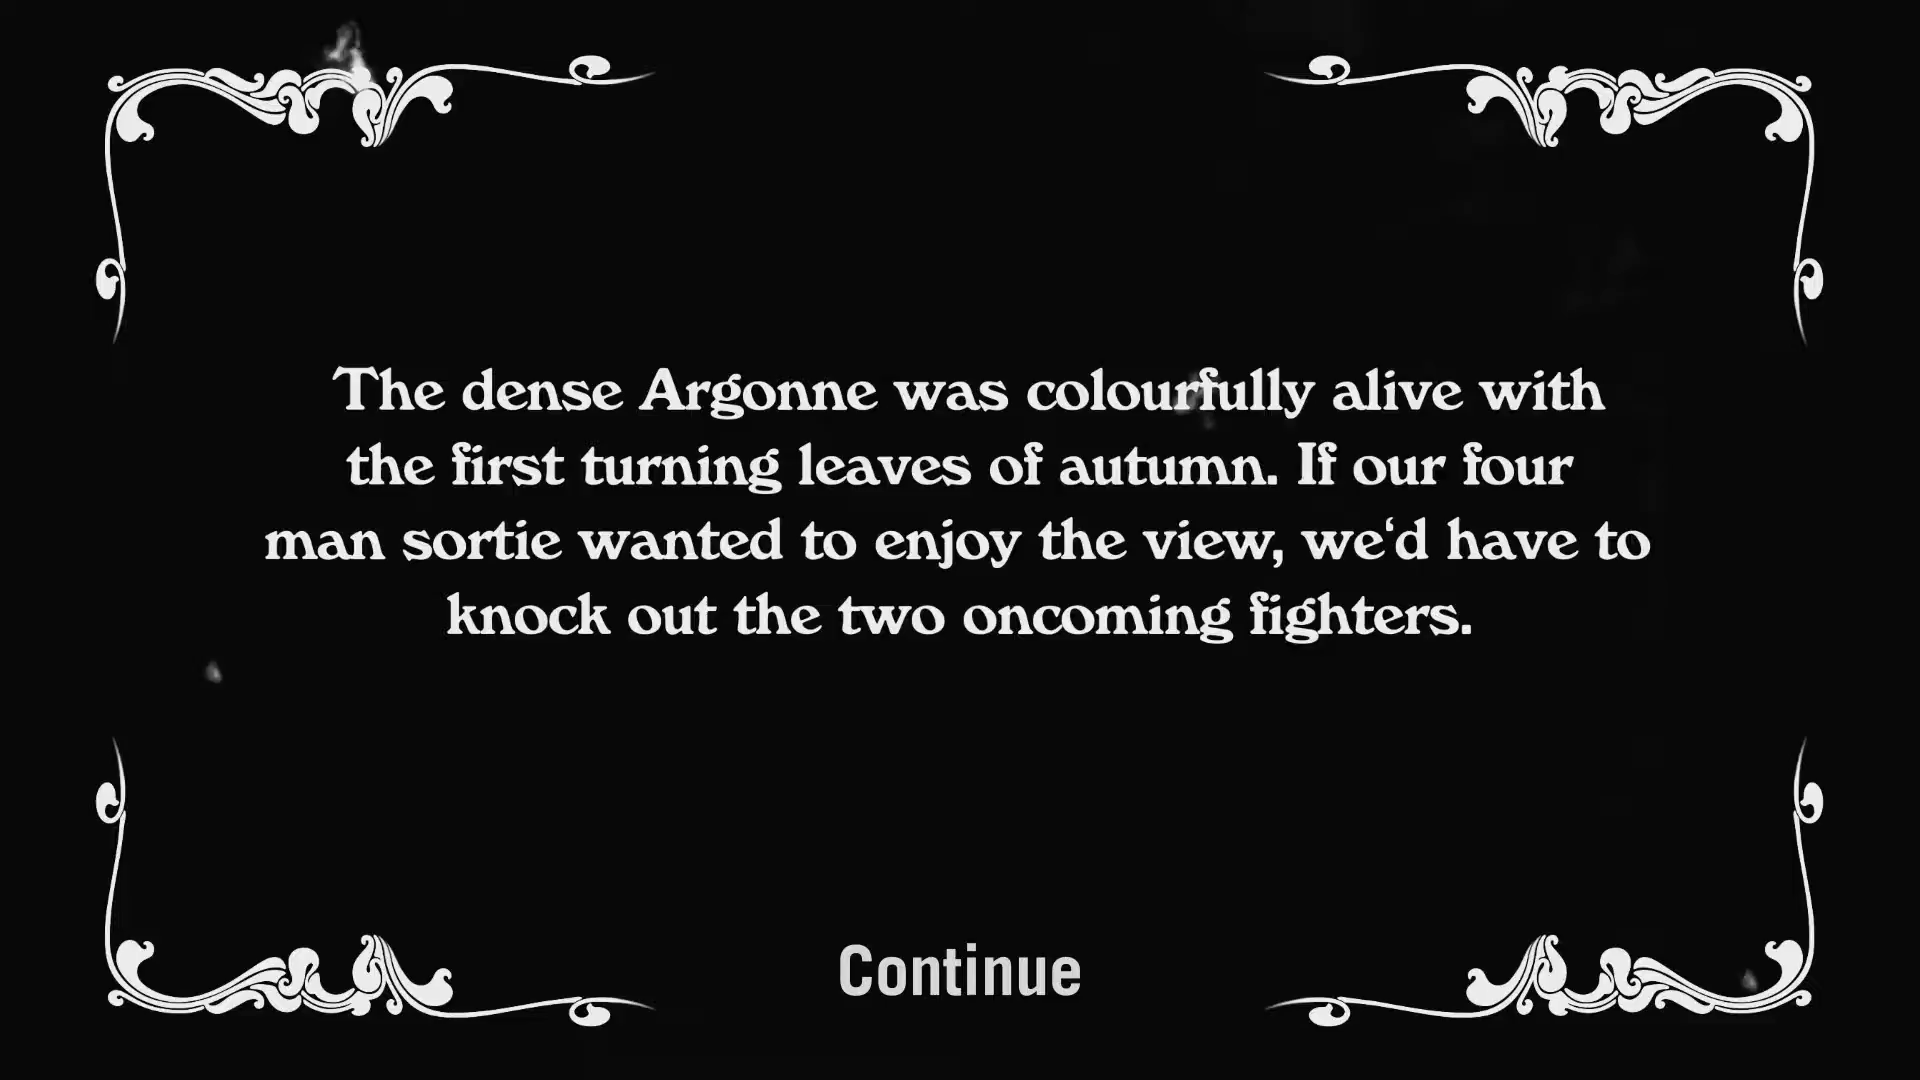 The dense Argonne was colourfully alive with
the first turning leaves of autumn. If our four
man sortie wanted to enjoy the view, we‘d have to
knock out the two oncoming fighters.
Continue